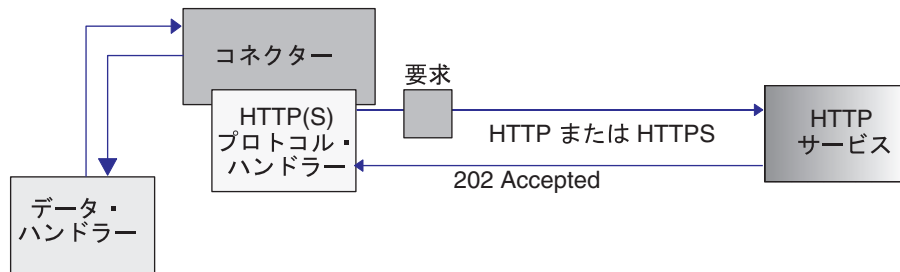 コネクター
要求
HTTP(S)
プロトコル・
ハンドラー
HTTP または HTTPS
202 Accepted
HTTP
サービス
データ・
ハンドラー